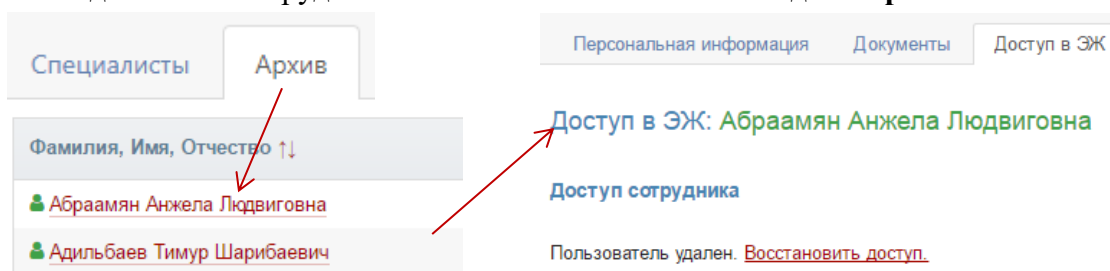 Специалисты
Архив
Фамилия, Имя, Отчество ↑↓
Абраамян Анжела Людвиговна
Адильбаев Тимур Шарибаевич
Персональная информация
Документы
Доступ в ЭЖ
Доступ в ЭЖ: Абраамян Анжела Людвиговна
Доступ сотрудника
Пользователь удален. Восстановить доступ.